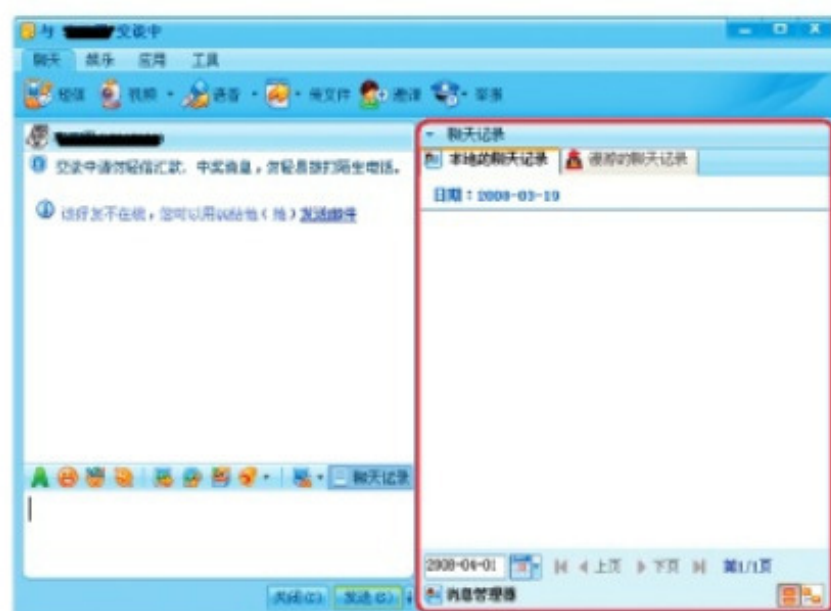 与 交谈中
聊天 娱乐 应用 工具
短信 视频 语音 传文件 邀请 举报
交谈中请勿轻信汇款、中奖消息,勿轻易拨打陌生电话。
该好友不在线,您可以用 给他(她)发送邮件
聊天记录
关闭(C) 发送(S)
聊天记录
本地的聊天记录 漫游的聊天记录
日期:2008-03-19
2008-04-01 上页 下页 第1/1页
消息管理器